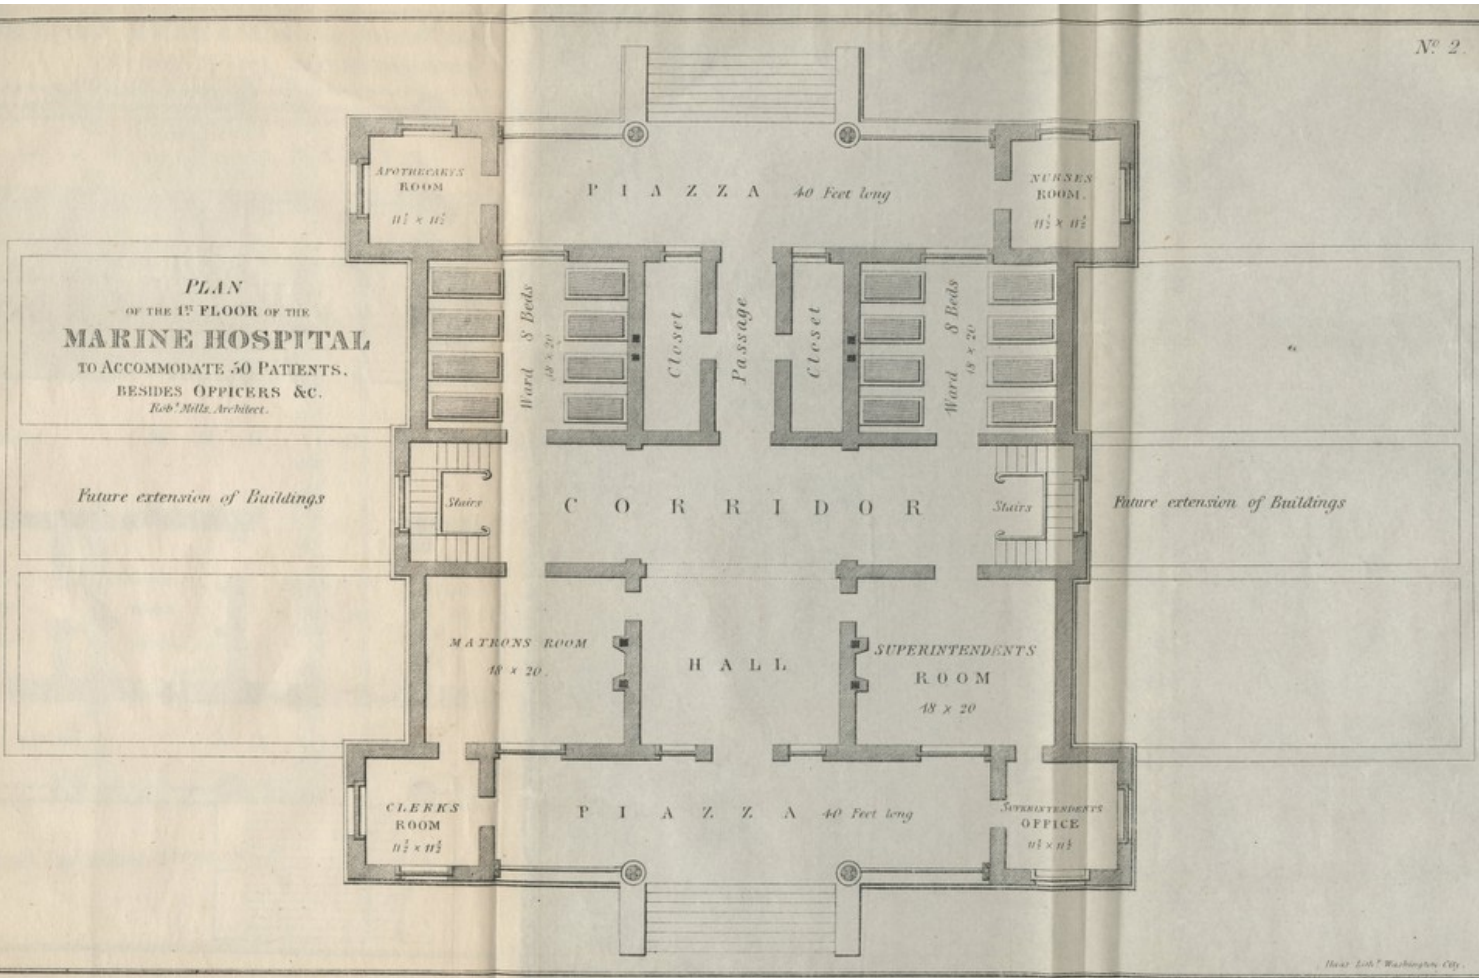 Nº 2.
APOTHECARYS
ROOM
11½ × 11½
PIAZZA 40 Feet long
NURSES
ROOM.
11½ × 11½
PLAN
OF THE 1ST FLOOR OF THE
MARINE HOSPITAL
TO ACCOMMODATE 50 PATIENTS,
BESIDES OFFICERS &C.
Robt Mills, Architect.
Ward 8 Beds
18 × 20
Closet
Passage
Closet
Ward 8 Beds
18 × 20
Future extension of Buildings
Stairs
CORRIDOR
Stairs
Future extension of Buildings
MATRONS ROOM
18 × 20.
HALL
SUPERINTENDENTS
ROOM
18 × 20
CLERKS
ROOM
11½ × 11½
PIAZZA 40 Feet long
SUPERINTENDENTS
OFFICE
11½ × 11½
Lith. Washington City.